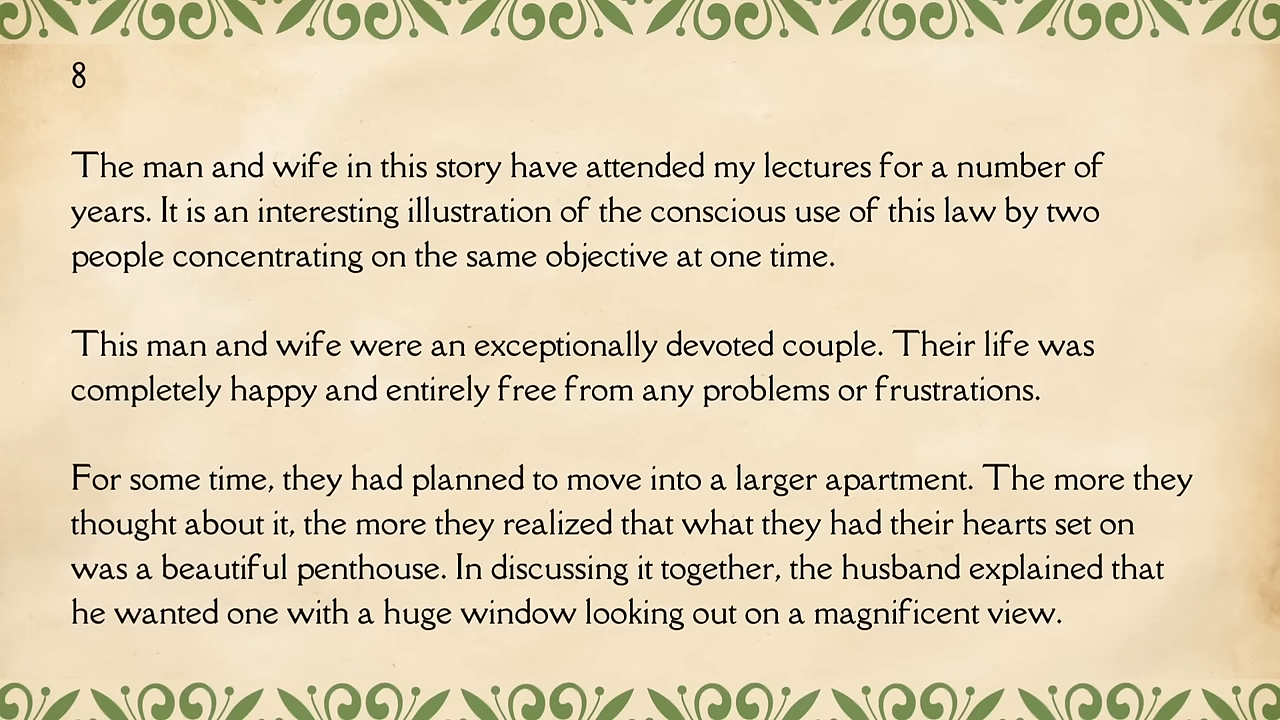 8
The man and wife in this story have attended my lectures for a number of
years. It is an interesting illustration of the conscious use of this law by two
people concentrating on the same objective at one time.
This man and wife were an exceptionally devoted couple. Their life was
completely happy and entirely free from any problems or frustrations.
For some time, they had planned to move into a larger apartment. The more they
thought about it, the more they realized that what they had their hearts set on
was a beautiful penthouse. In discussing it together, the husband explained that
he wanted one with a huge window looking out on a magnificent view.